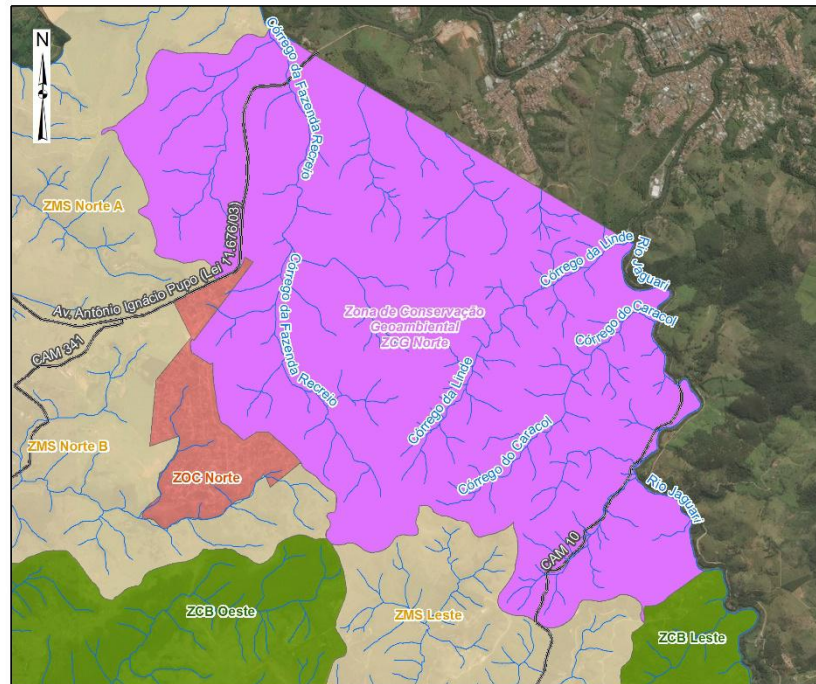 N
Córrego da Fazenda Recreio
ZMS Norte A
Av. Antônio Ignácio Pupo (Lei 11.676/03)
Córrego da Linde
Rio Jaguari
Córrego da Fazenda Recreio
Zona de Conservação
Geoambiental
ZCG Norte
Córrego do Caracol
CAM 341
Córrego da Linde
ZMS Norte B
ZOC Norte
Córrego do Caracol
Rio Jaguari
CAM 10
ZCB Oeste
ZMS Leste
ZCB Leste